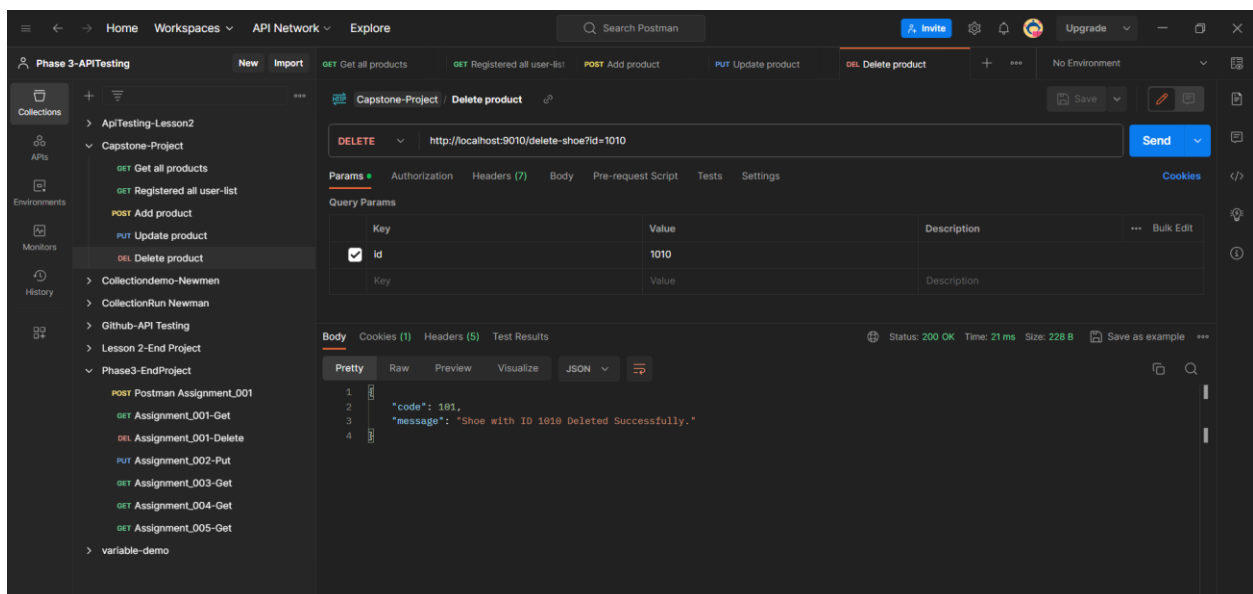 Home Workspaces API Network Explore Search Postman Invite Upgrade
Phase 3-APITesting New Import GET Get all products GET Registered all user-list POST Add product PUT Update product DEL Delete product No Environment
Collections
APIs
Environments
Monitors
History
ApiTesting-Lesson2
Capstone-Project
GET Get all products
GET Registered all user-list
POST Add product
PUT Update product
DEL Delete product
Collectiondemo-Newmen
CollectionRun Newman
Github-API Testing
Lesson 2-End Project
Phase3-EndProject
POST Postman Assignment_001
GET Assignment_001-Get
DEL Assignment_001-Delete
PUT Assignment_002-Put
GET Assignment_003-Get
GET Assignment_004-Get
GET Assignment_005-Get
variable-demo
HTTP Capstone-Project / Delete product Save
DELETE http://localhost:9010/delete-shoe?id=1010 Send
Params Authorization Headers (7) Body Pre-request Script Tests Settings Cookies
Query Params
Key Value Description Bulk Edit
id 1010
Key Value Description
Body Cookies (1) Headers (5) Test Results Status: 200 OK Time: 21 ms Size: 228 B Save as example
Pretty Raw Preview Visualize JSON
1 {
2 "code": 101,
3 "message": "Shoe with ID 1010 Deleted Successfully."
4 }